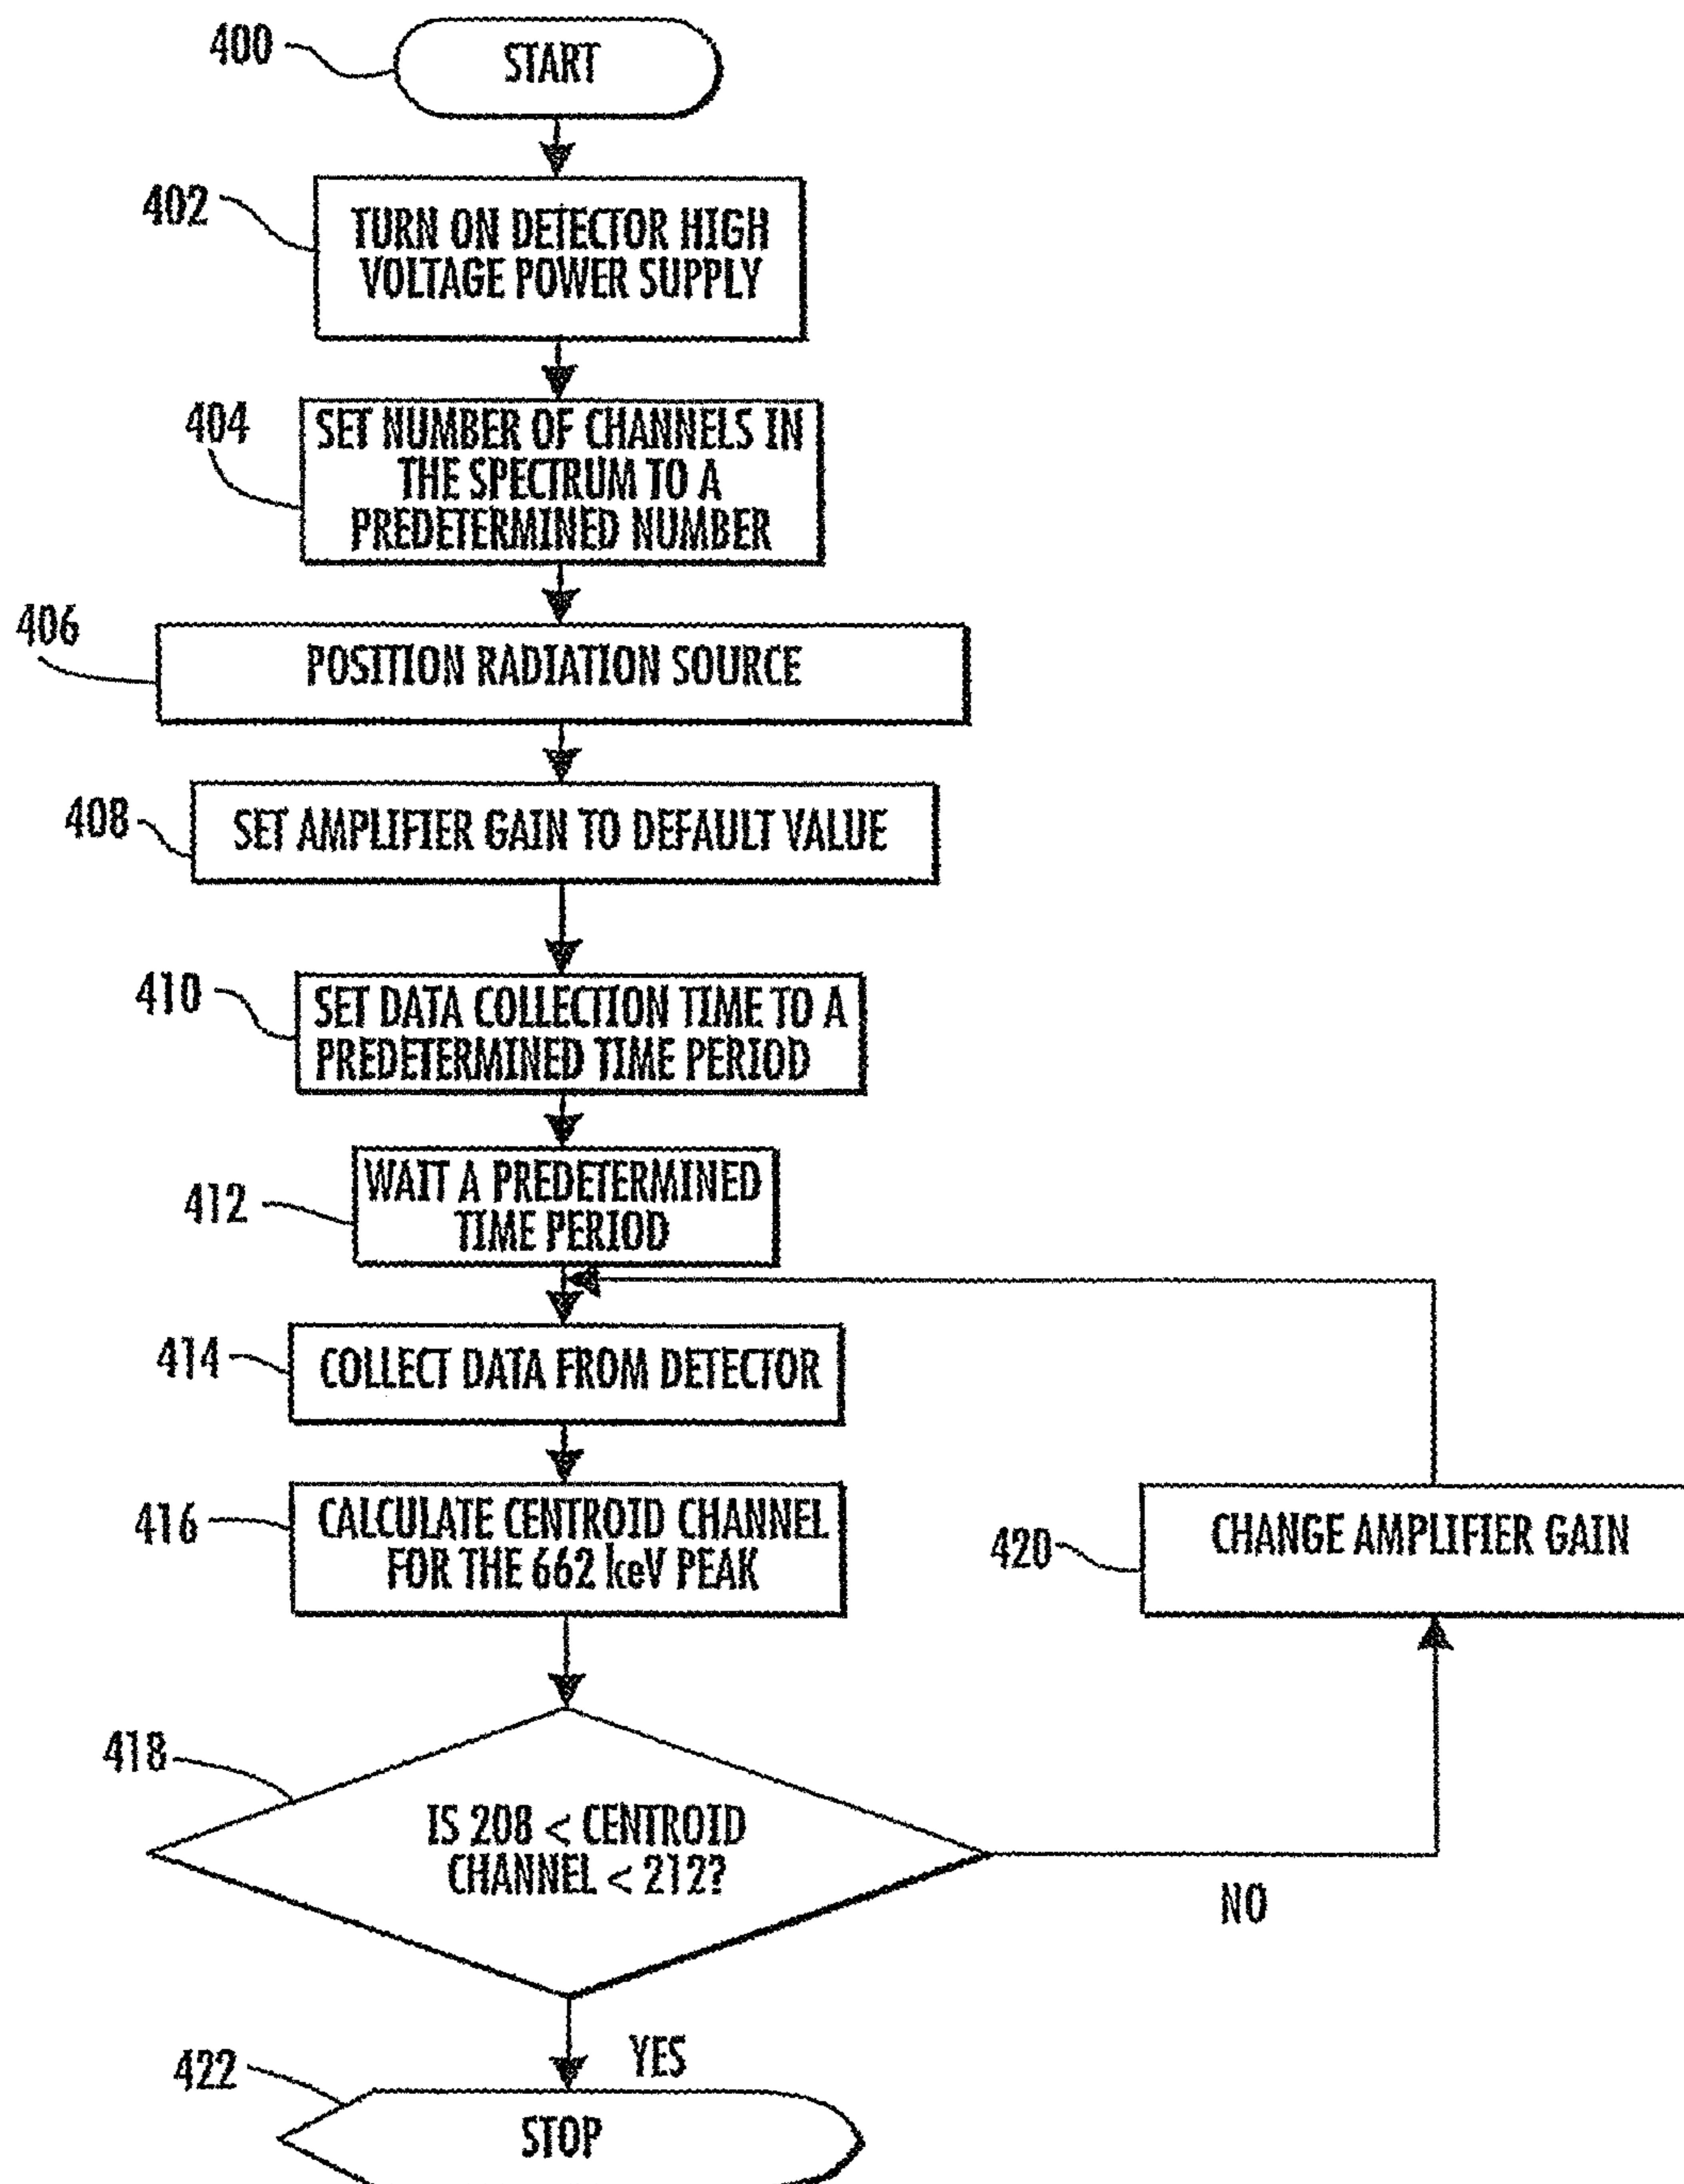 400
START
402
TURN ON DETECTOR HIGH
VOLTAGE POWER SUPPLY
404
SET NUMBER OF CHANNELS IN
THE SPECTRUM TO A
PREDETERMINED NUMBER
406
POSITION RADIATION SOURCE
408
SET AMPLIFIER GAIN TO DEFAULT VALUE
410
SET DATA COLLECTION TIME TO A
PREDETERMINED TIME PERIOD
412
WAIT A PREDETERMINED
TIME PERIOD
414
COLLECT DATA FROM DETECTOR
416
CALCULATE CENTROID CHANNEL
FOR THE 662 keV PEAK
420
CHANGE AMPLIFIER GAIN
418
IS 208 < CENTROID
CHANNEL < 212?
NO
YES
422
STOP